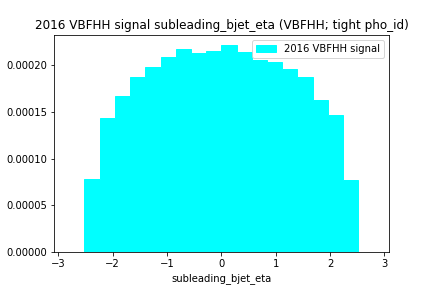 2016 VBFHH signal subleading_bjet_eta (VBFHH; tight pho_id)
2016 VBFHH signal
0.00020
0.00015
0.00010
0.00005
0.00000
−3 −2 −1 0 1 2 3
subleading_bjet_eta